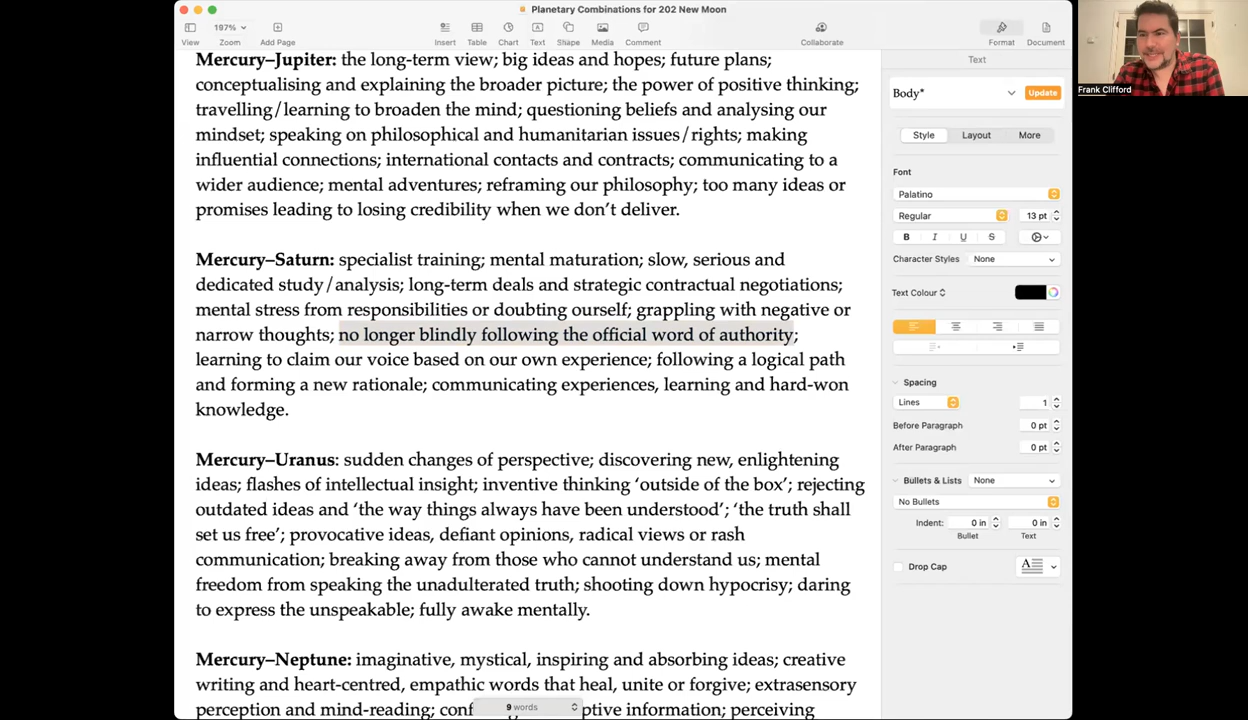 Planetary Combinations for 202 New Moon
197%
View
Zoom
Add Page
Insert
Table
Chart
Text
Shape
Media
Comment
Collaborate
Format
Document
Mercury–Jupiter: the long-term view; big ideas and hopes; future plans;
conceptualising and explaining the broader picture; the power of positive thinking;
travelling/learning to broaden the mind; questioning beliefs and analysing our
mindset; speaking on philosophical and humanitarian issues/rights; making
influential connections; international contacts and contracts; communicating to a
wider audience; mental adventures; reframing our philosophy; too many ideas or
promises leading to losing credibility when we don’t deliver.
Mercury–Saturn: specialist training; mental maturation; slow, serious and
dedicated study/analysis; long-term deals and strategic contractual negotiations;
mental stress from responsibilities or doubting ourself; grappling with negative or
narrow thoughts; no longer blindly following the official word of authority;
learning to claim our voice based on our own experience; following a logical path
and forming a new rationale; communicating experiences, learning and hard-won
knowledge.
Mercury–Uranus: sudden changes of perspective; discovering new, enlightening
ideas; flashes of intellectual insight; inventive thinking ‘outside of the box’; rejecting
outdated ideas and ‘the way things always have been understood’; ‘the truth shall
set us free’; provocative ideas, defiant opinions, radical views or rash
communication; breaking away from those who cannot understand us; mental
freedom from speaking the unadulterated truth; shooting down hypocrisy; daring
to express the unspeakable; fully awake mentally.
Mercury–Neptune: imaginative, mystical, inspiring and absorbing ideas; creative
writing and heart-centred, empathic words that heal, unite or forgive; extrasensory
perception and mind-reading; information; perceiving
9 words
Text
Body*
Update
Style
Layout
More
Font
Palatino
Regular
13 pt
B
I
U
S
Character Styles
None
Text Colour
Spacing
Lines
1
Before Paragraph
0 pt
After Paragraph
0 pt
Bullets & Lists
None
No Bullets
Indent:
0 in
0 in
Bullet
Text
Drop Cap
A
Frank Clifford